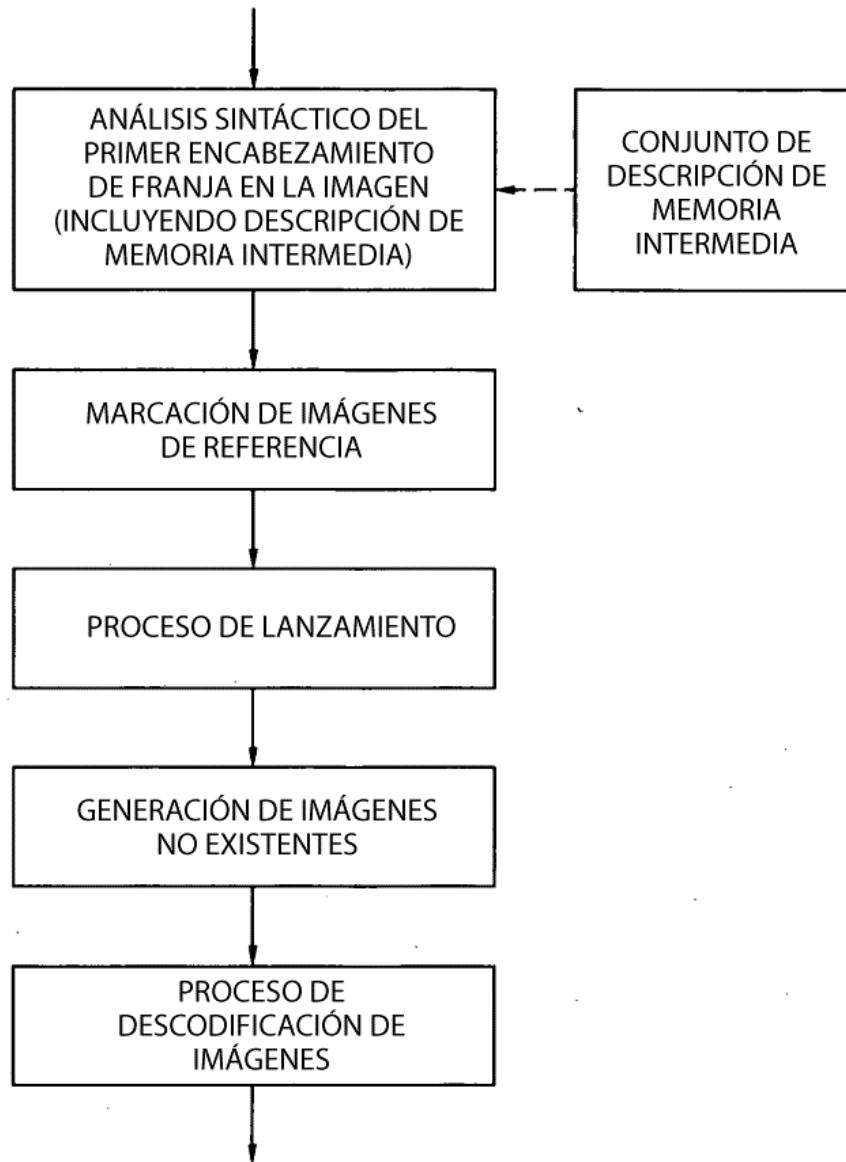 ANÁLISIS SINTÁCTICO DEL
PRIMER ENCABEZAMIENTO
DE FRANJA EN LA IMAGEN
(INCLUYENDO DESCRIPCIÓN DE
MEMORIA INTERMEDIA)
CONJUNTO DE
DESCRIPCIÓN DE
MEMORIA
INTERMEDIA
MARCACIÓN DE IMÁGENES
DE REFERENCIA
PROCESO DE LANZAMIENTO
GENERACIÓN DE IMÁGENES
NO EXISTENTES
PROCESO DE
DESCODIFICACIÓN DE
IMÁGENES